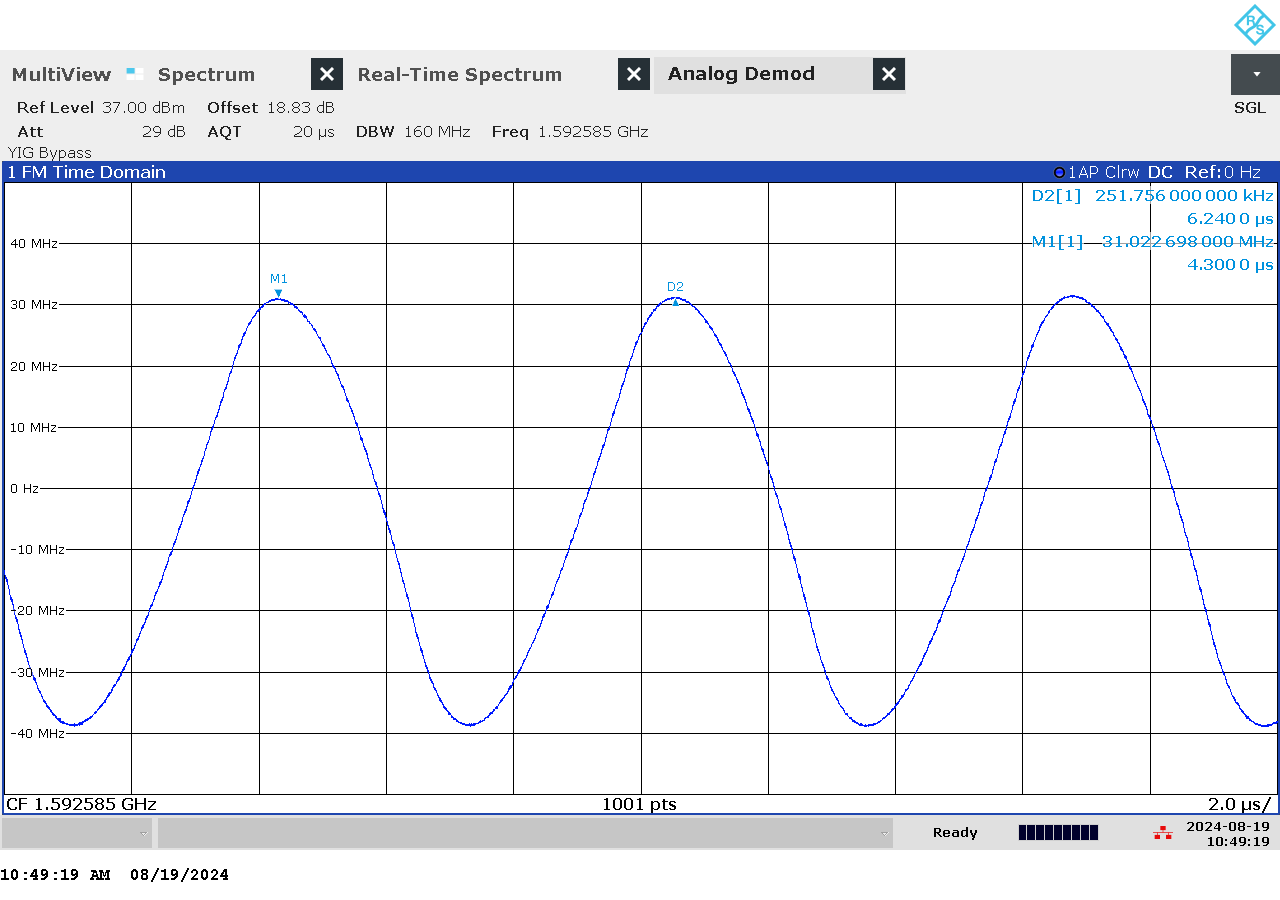 R&S
MultiView Spectrum Real-Time Spectrum Analog Demod
Ref Level 37.00 dBm Offset 18.83 dB SGL
Att 29 dB AQT 20 µs DBW 160 MHz Freq 1.592585 GHz
YIG Bypass
1 FM Time Domain 1AP Clrw DC Ref:0 Hz
D2[1] 251.756 000 000 kHz
6.240 0 µs
M1[1] 31.022 698 000 MHz
4.300 0 µs
40 MHz
M1
D2
30 MHz
20 MHz
10 MHz
0 Hz
-10 MHz
-20 MHz
-30 MHz
-40 MHz
CF 1.592585 GHz 1001 pts 2.0 µs/
Ready 2024-08-19
10:49:19
10:49:19 AM 08/19/2024